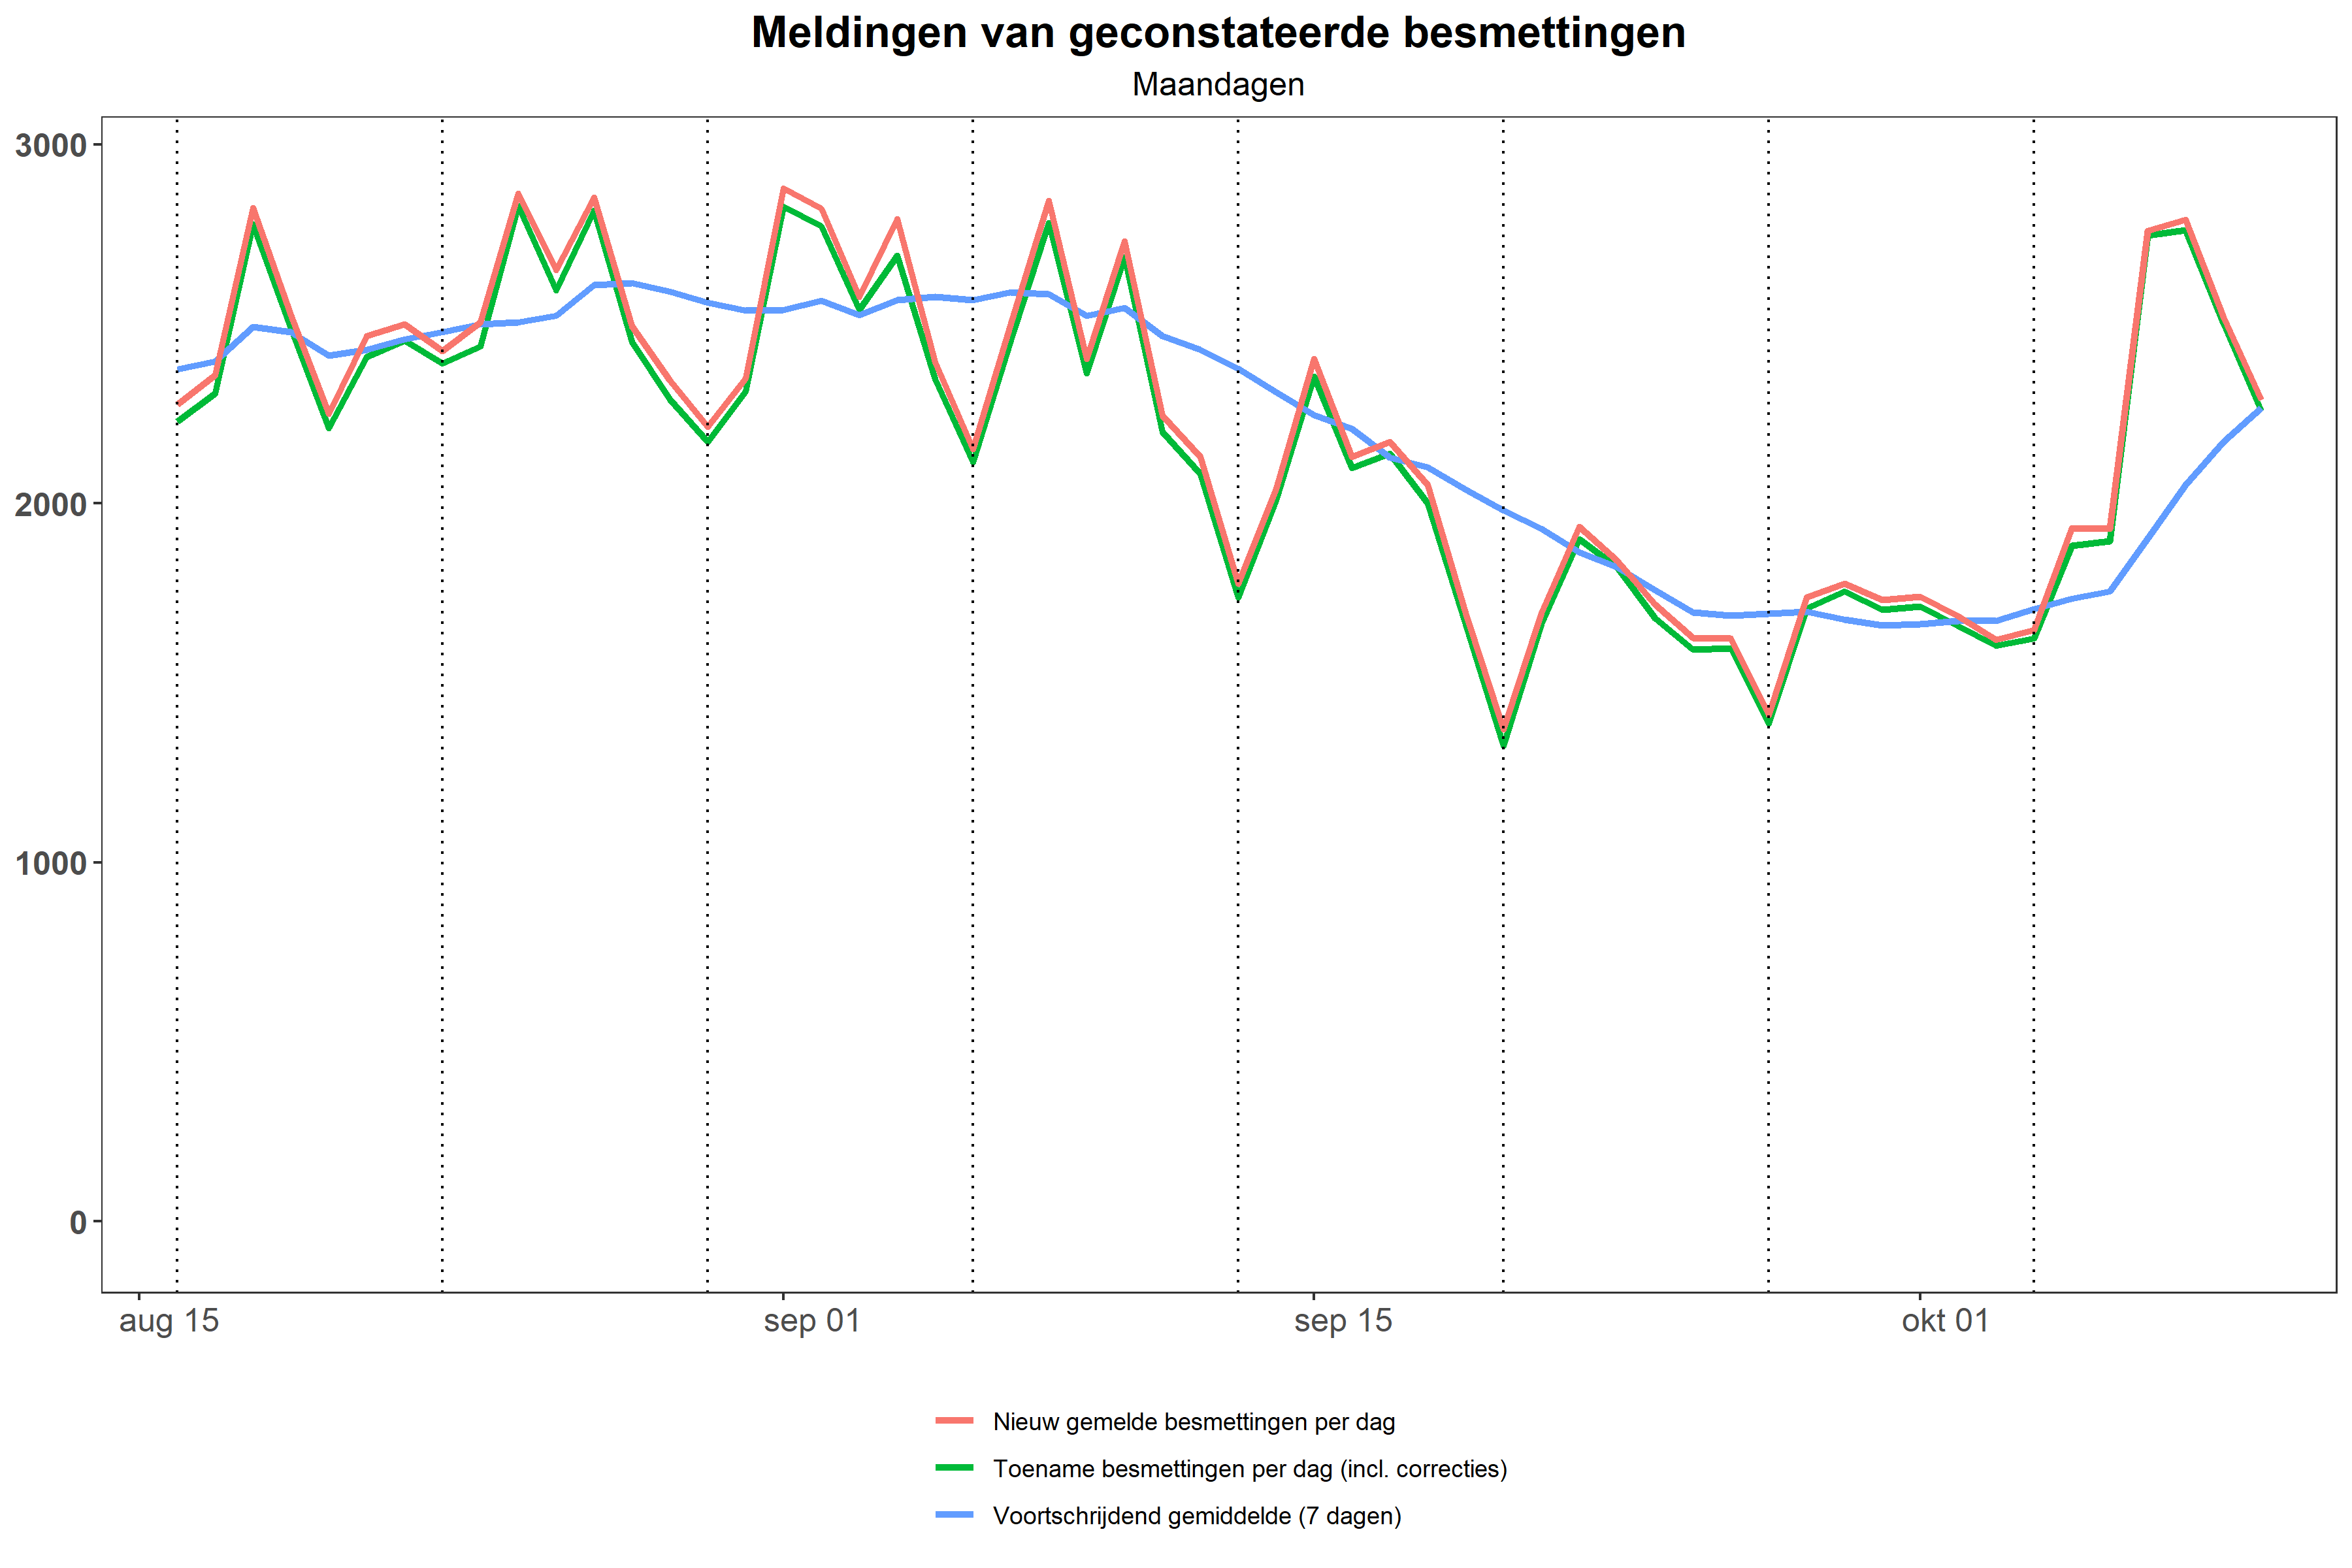 Meldingen van geconstateerde besmettingen
Maandagen
3000
2000
1000
0
aug 15
sep 01
sep 15
okt 01
Nieuw gemelde besmettingen per dag
Toename besmettingen per dag (incl. correcties)
Voortschrijdend gemiddelde (7 dagen)